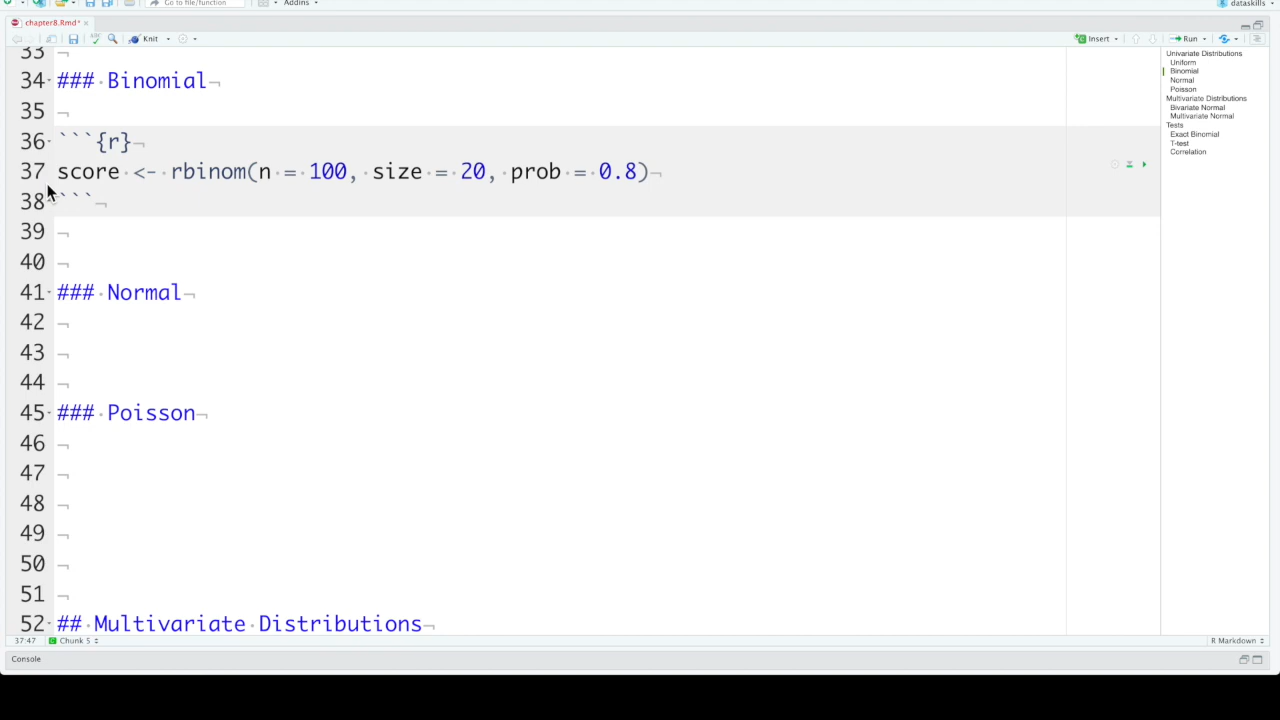 Go to file/function
Addins
dataskills
chapter8.Rmd*
Knit
Insert
Run
33
34 ### Binomial
35
36 ```{r}
37 score <- rbinom(n = 100, size = 20, prob = 0.8)
38 ```
39
40
41 ### Normal
42
43
44
45 ### Poisson
46
47
48
49
50
51
52 ## Multivariate Distributions
Univariate Distributions
Uniform
Binomial
Normal
Poisson
Multivariate Distributions
Bivariate Normal
Multivariate Normal
Tests
Exact Binomial
T-test
Correlation
37:47
Chunk 5
R Markdown
Console